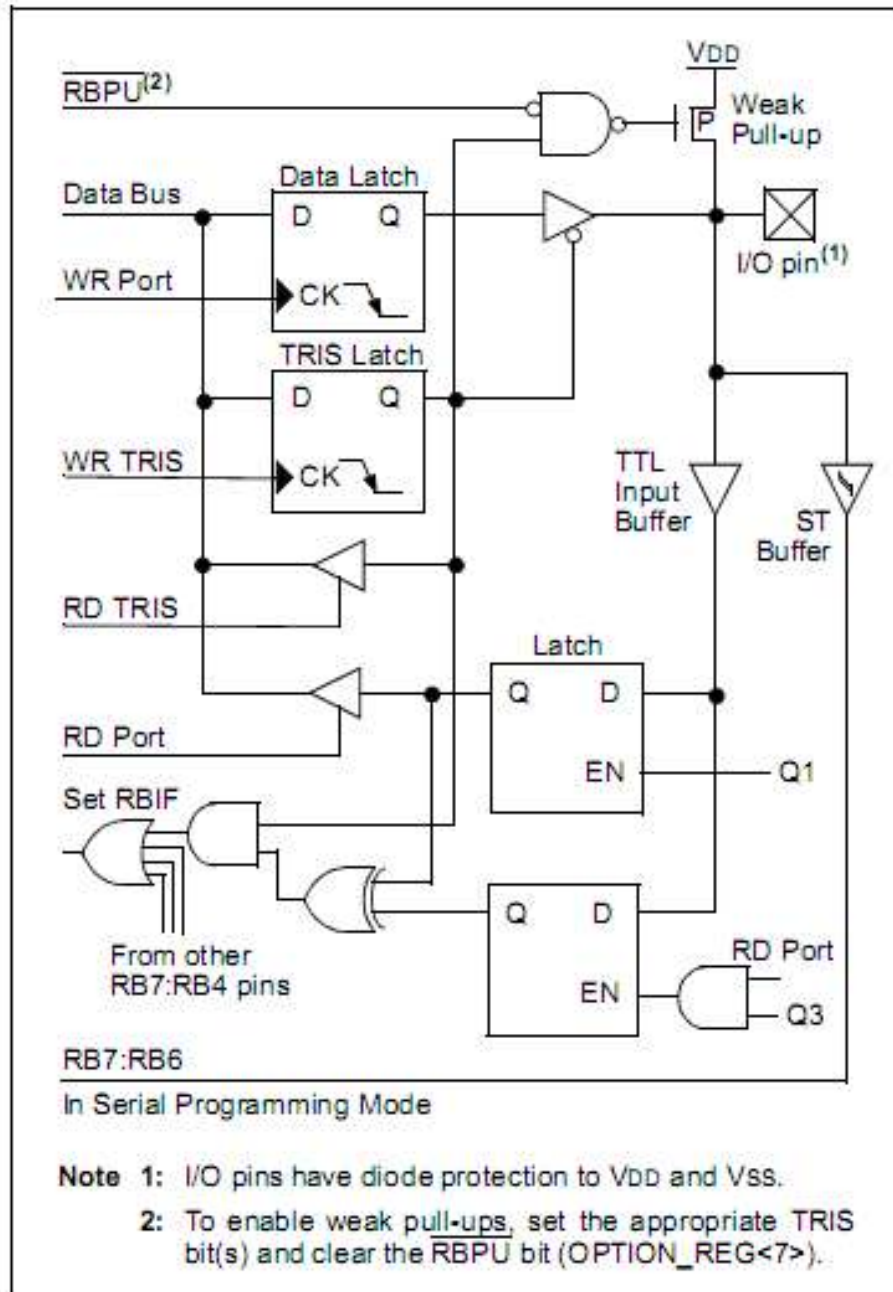 VDD
RBPU(2)
Weak
Pull-up
P
Data Bus
Data Latch
D Q
I/O pin(1)
WR Port
CK
TRIS Latch
D Q
WR TRIS
CK
TTL
Input
Buffer
ST
Buffer
RD TRIS
Latch
Q D
RD Port
EN
Q1
Set RBIF
Q D
From other
RB7:RB4 pins
RD Port
EN
Q3
RB7:RB6
In Serial Programming Mode
Note 1: I/O pins have diode protection to VDD and VSS.
2: To enable weak pull-ups, set the appropriate TRIS
bit(s) and clear the RBPU bit (OPTION_REG<7>).